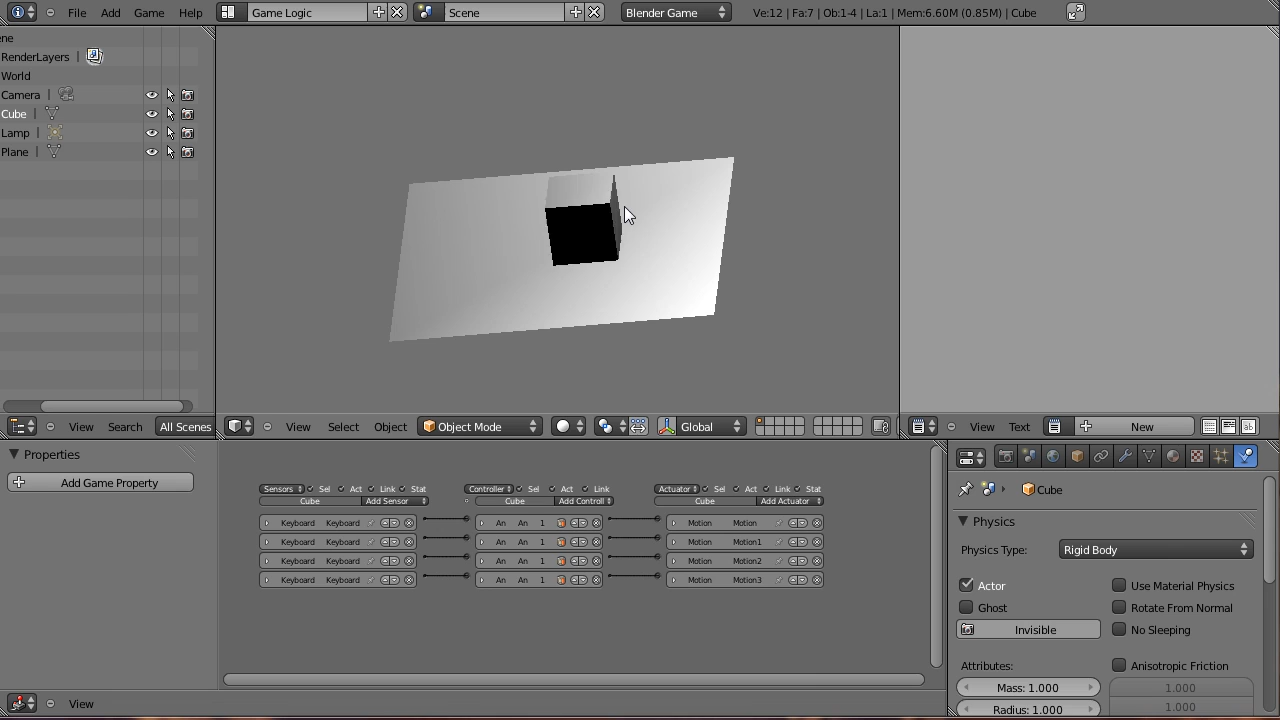 File Add Game Help Game Logic Scene Blender Game Ve:12 | Fa:7 | Ob:1-4 | La:1 | Mem:6.60M (0.85M) | Cube
ne
RenderLayers |
World
Camera |
Cube |
Lamp |
Plane |
View Search All Scenes
View Select Object Object Mode Global
View Text New
Properties
Add Game Property
Sensors Sel Act Link Stat
Cube Add Sensor
Keyboard Keyboard
Keyboard Keyboard
Keyboard Keyboard
Keyboard Keyboard
Controller Sel Act Link
Cube Add Controll
An An 1
An An 1
An An 1
An An 1
Actuator Sel Act Link Stat
Cube Add Actuator
Motion Motion
Motion Motion1
Motion Motion2
Motion Motion3
View
Cube
Physics
Physics Type: Rigid Body
Actor Use Material Physics
Ghost Rotate From Normal
Invisible No Sleeping
Attributes: Anisotropic Friction
Mass: 1.000 1.000
Radius: 1.000 1.000